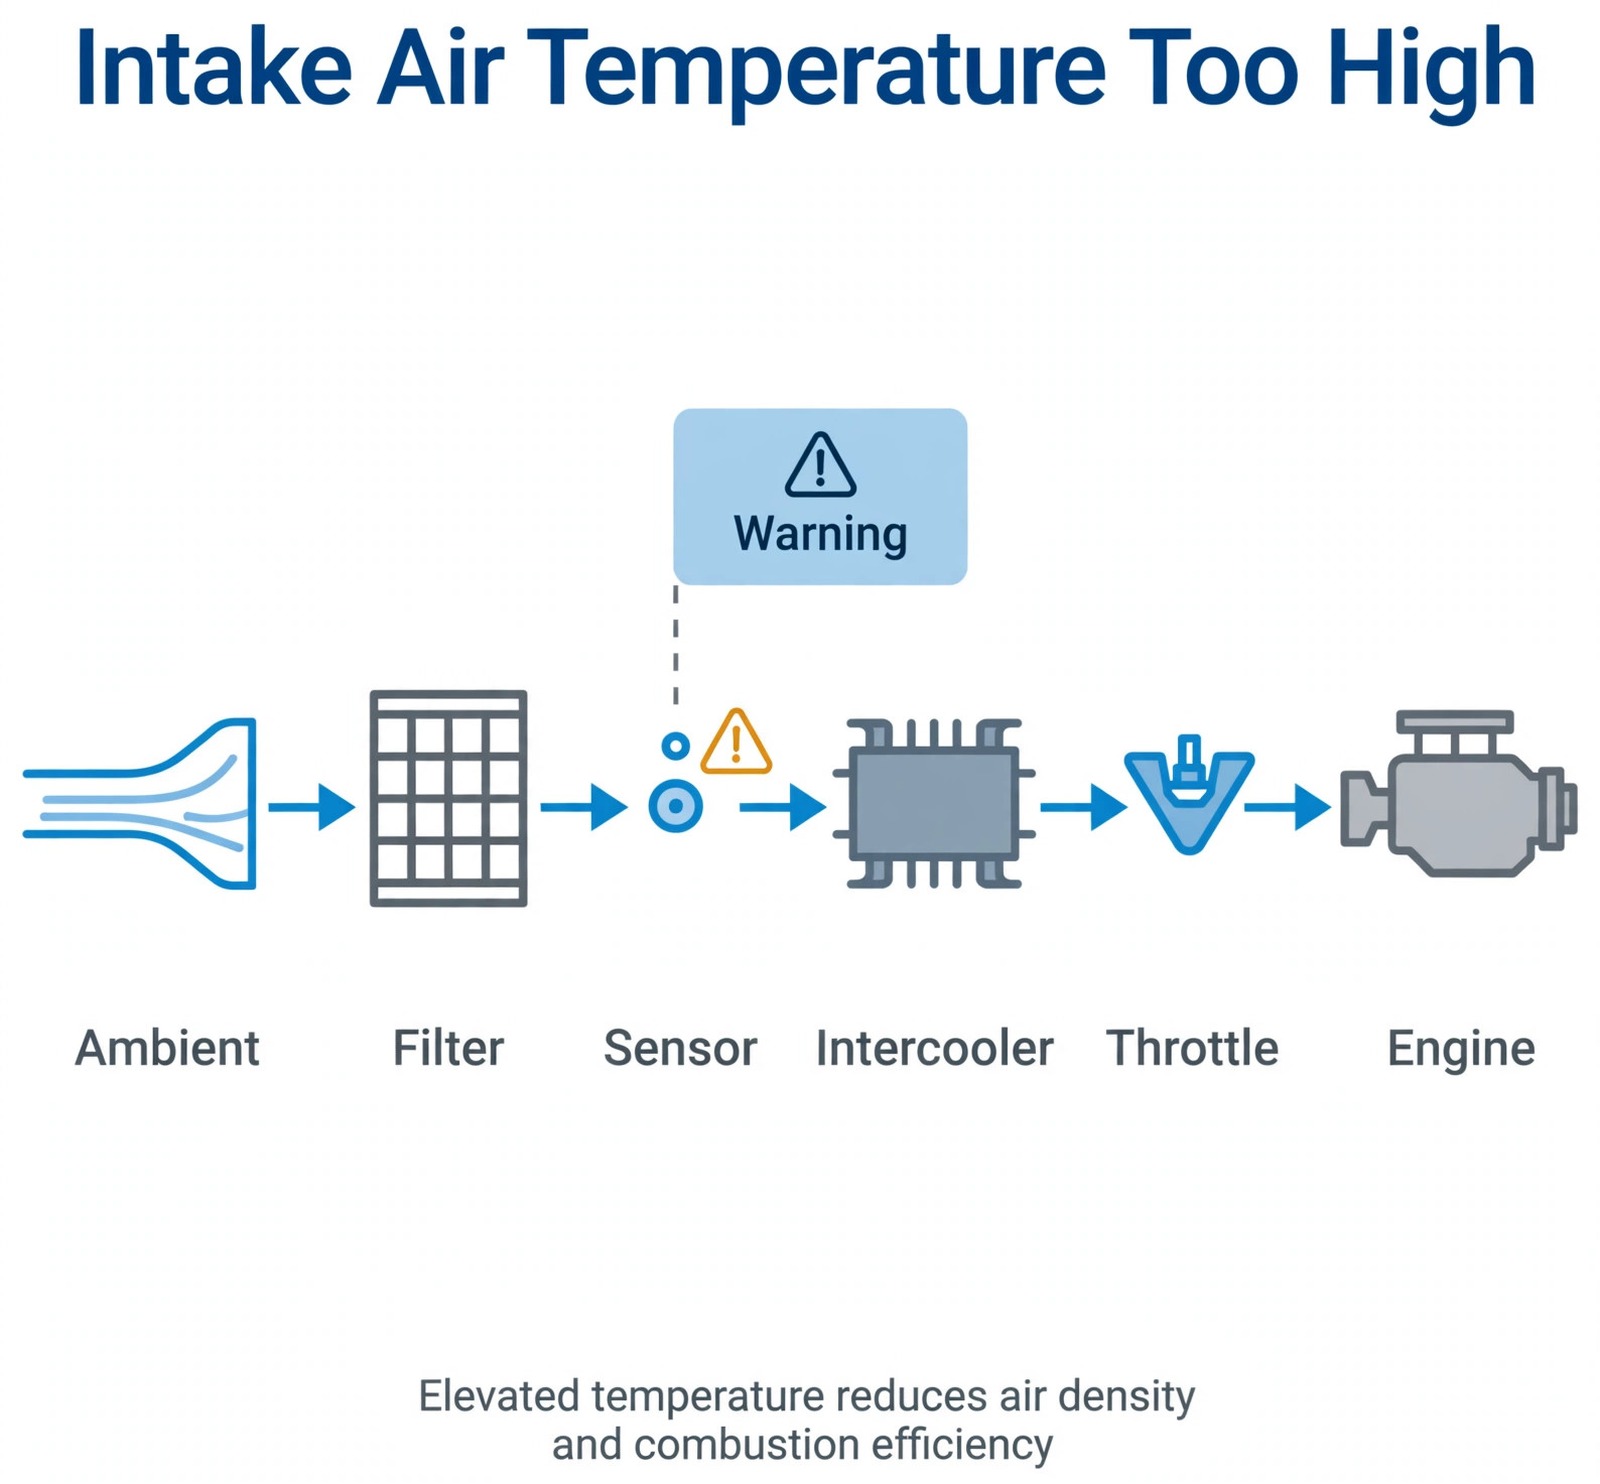 Intake Air Temperature Too High
Warning
Ambient
Filter
Sensor
Intercooler
Throttle
Engine
Elevated temperature reduces air density
and combustion efficiency